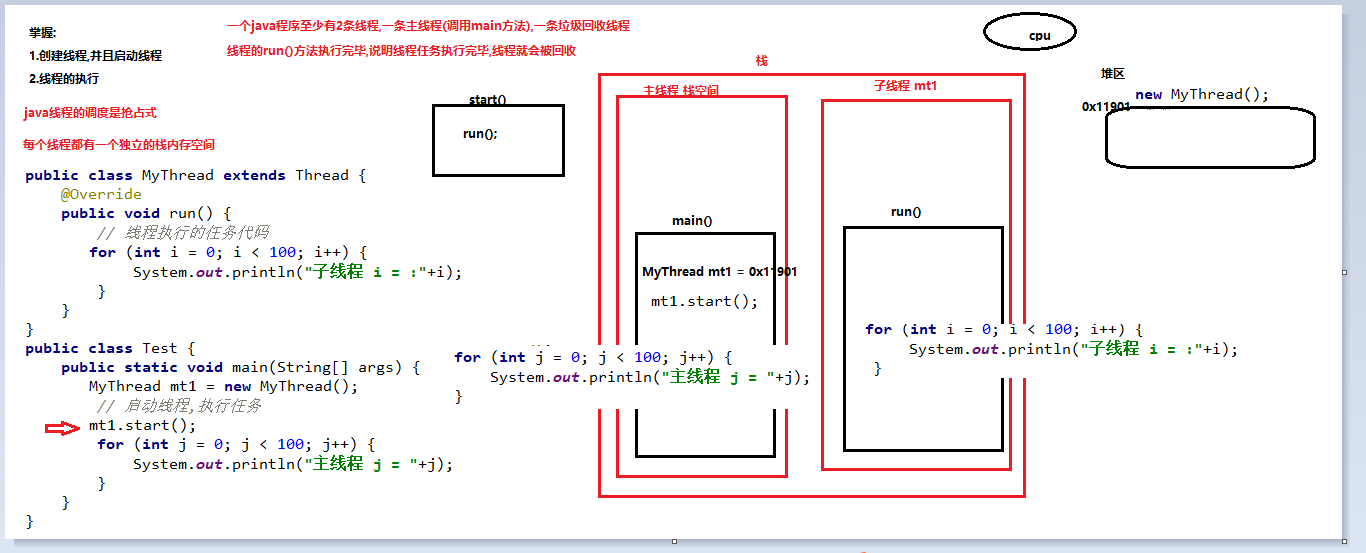 掌握:
1.创建线程,并且启动线程
2.线程的执行
java线程的调度是抢占式
每个线程都有一个独立的栈内存空间
一个java程序至少有2条线程,一条主线程(调用main方法),一条垃圾回收线程
线程的run()方法执行完毕,说明线程任务执行完毕,线程就会被回收
public class MyThread extends Thread {
@Override
public void run() {
// 线程执行的任务代码
for (int i = 0; i < 100; i++) {
System.out.println("子线程 i = :"+i);
}
}
}
public class Test {
public static void main(String[] args) {
MyThread mt1 = new MyThread();
// 启动线程,执行任务
mt1.start();
for (int j = 0; j < 100; j++) {
System.out.println("主线程 j = "+j);
}
}
}
start()
run();
栈
主线程 栈空间
main()
MyThread mt1 = 0x11901
mt1.start();
for (int j = 0; j < 100; j++) {
System.out.println("主线程 j = "+j);
}
子线程 mt1
run()
for (int i = 0; i < 100; i++) {
System.out.println("子线程 i = :"+i);
}
cpu
堆区
new MyThread();
0x11901